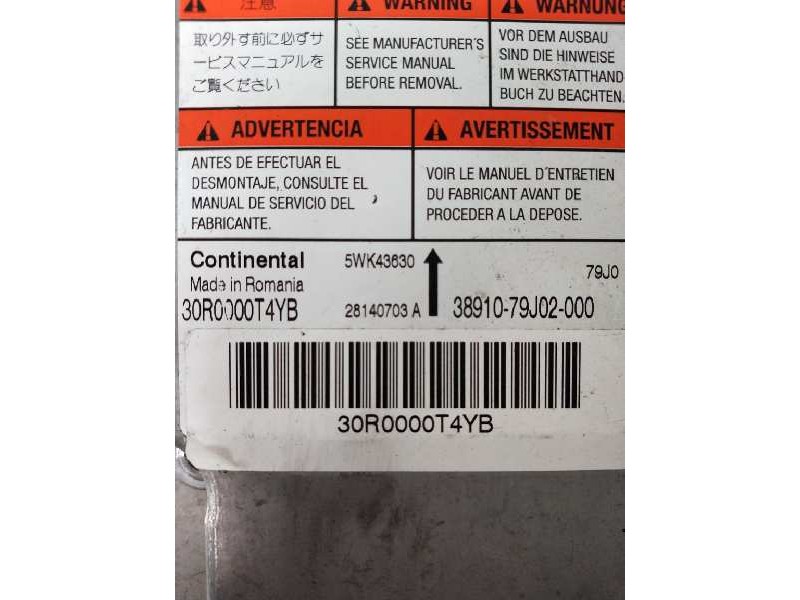 注意
WARNING
WARNUNG
取り外す前に必ずサ
ービスマニュアルを
ご覧ください
SEE MANUFACTURER'S
SERVICE MANUAL
BEFORE REMOVAL.
VOR DEM AUSBAU
SIND DIE HINWEISE
IM WERKSTATTHAND-
BUCH ZU BEACHTEN.
ADVERTENCIA
AVERTISSEMENT
ANTES DE EFECTUAR EL
DESMONTAJE, CONSULTE EL
MANUAL DE SERVICIO DEL
FABRICANTE.
VOIR LE MANUEL D'ENTRETIEN
DU FABRICANT AVANT DE
PROCEDER A LA DEPOSE.
Continental
5WK43630
79J0
Made in Romania
30R0000T4YB
28140703 A
38910-79J02-000
30R0000T4YB